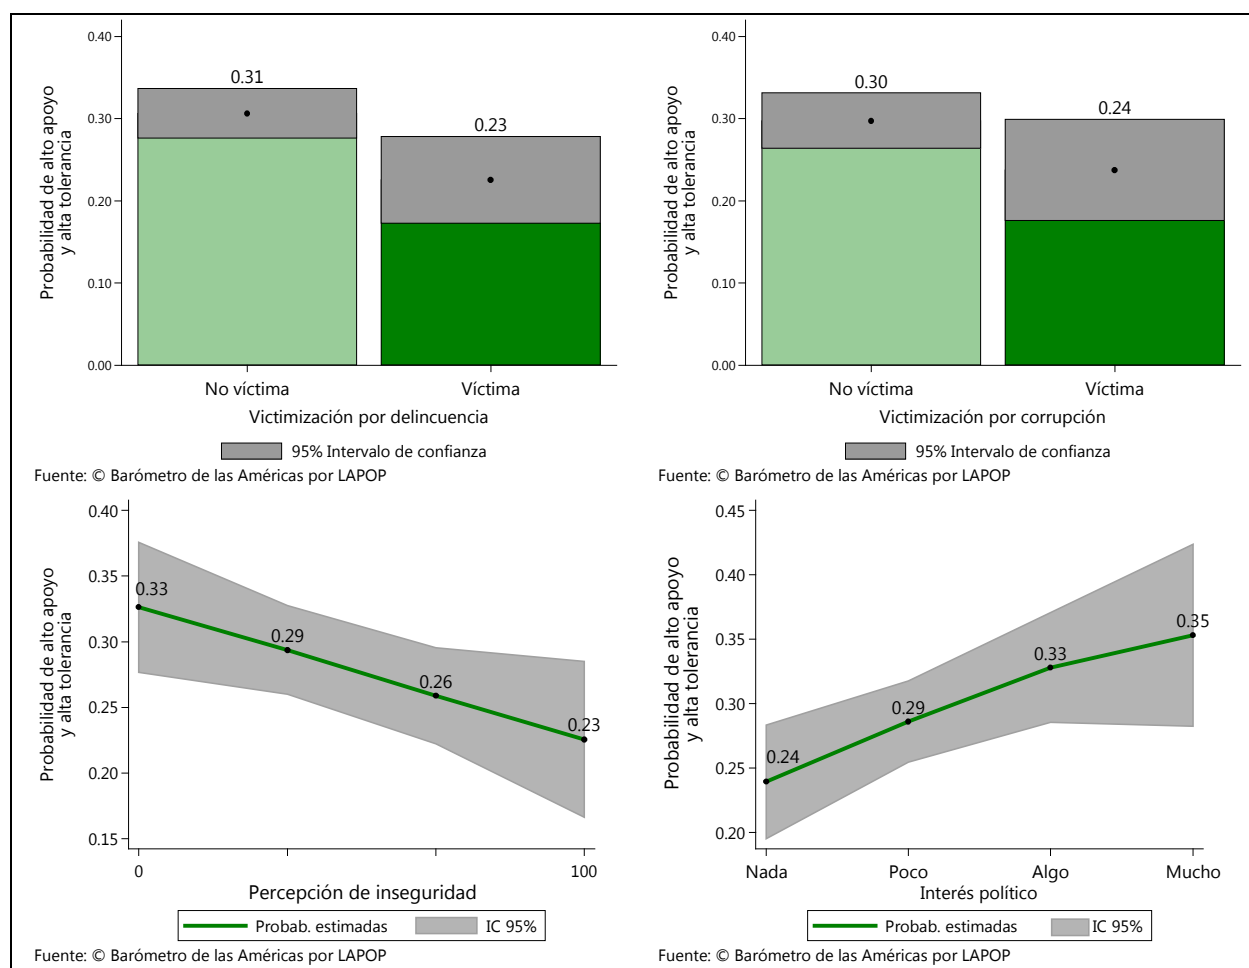 Probabilidad de alto apoyo
y alta tolerancia
0.40
0.30
0.20
0.10
0.00
0.31
0.23
No víctima
Víctima
Victimización por delincuencia
95% Intervalo de confianza
Fuente: © Barómetro de las Américas por LAPOP
Probabilidad de alto apoyo
y alta tolerancia
0.40
0.30
0.20
0.10
0.00
0.30
0.24
No víctima
Víctima
Victimización por corrupción
95% Intervalo de confianza
Fuente: © Barómetro de las Américas por LAPOP
Probabilidad de alto apoyo
y alta tolerancia
0.40
0.35
0.30
0.25
0.20
0.15
0.33
0.29
0.26
0.23
0
100
Percepción de inseguridad
Probab. estimadas
IC 95%
Fuente: © Barómetro de las Américas por LAPOP
Probabilidad de alto apoyo
y alta tolerancia
0.45
0.40
0.35
0.30
0.25
0.20
0.24
0.29
0.33
0.35
Nada
Poco
Algo
Mucho
Interés político
Probab. estimadas
IC 95%
Fuente: © Barómetro de las Américas por LAPOP